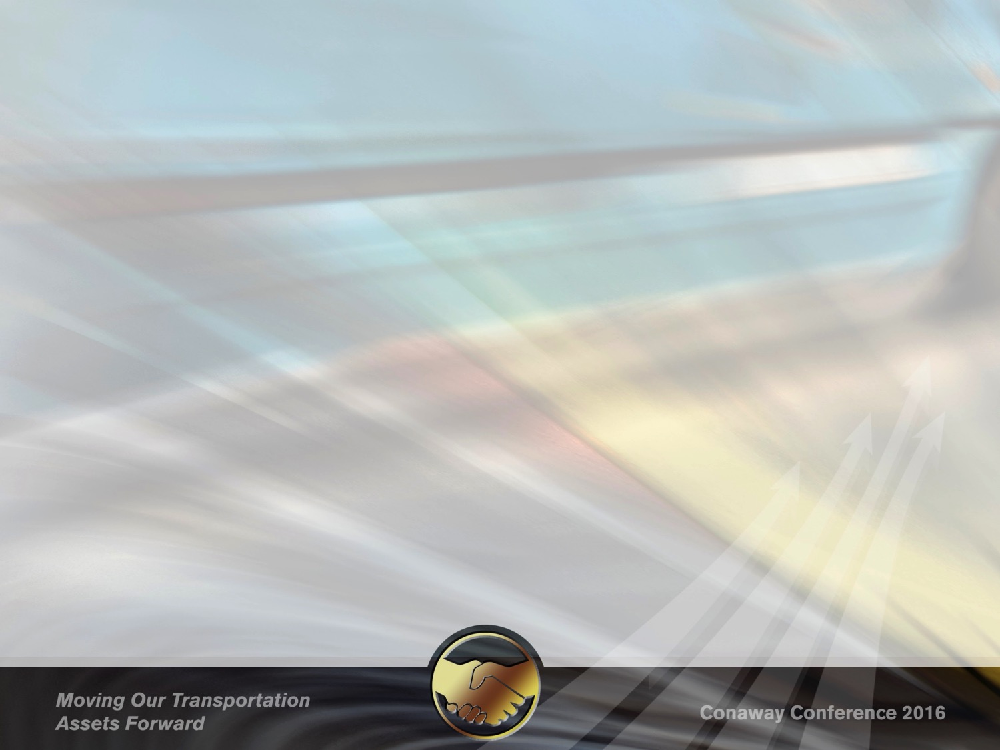 Moving Our Transportation
Assets Forward
Conaway Conference 2016